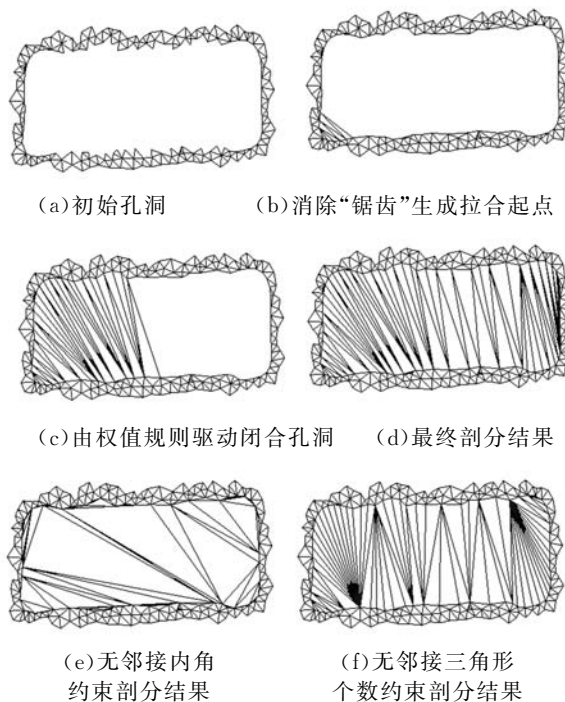 (a)初始孔洞
(b)消除“锯齿”生成拉合起点
(c)由权值规则驱动闭合孔洞
(d)最终剖分结果
(e)无邻接内角
约束剖分结果
(f)无邻接三角形
个数约束剖分结果